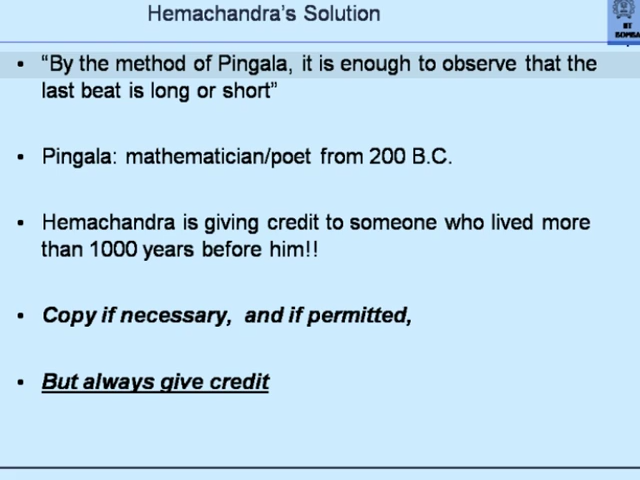 Hemachandra's Solution
• "By the method of Pingala, it is enough to observe that the
last beat is long or short"
• Pingala: mathematician/poet from 200 B.C.
• Hemachandra is giving credit to someone who lived more
than 1000 years before him!!
• Copy if necessary, and if permitted,
• But always give credit